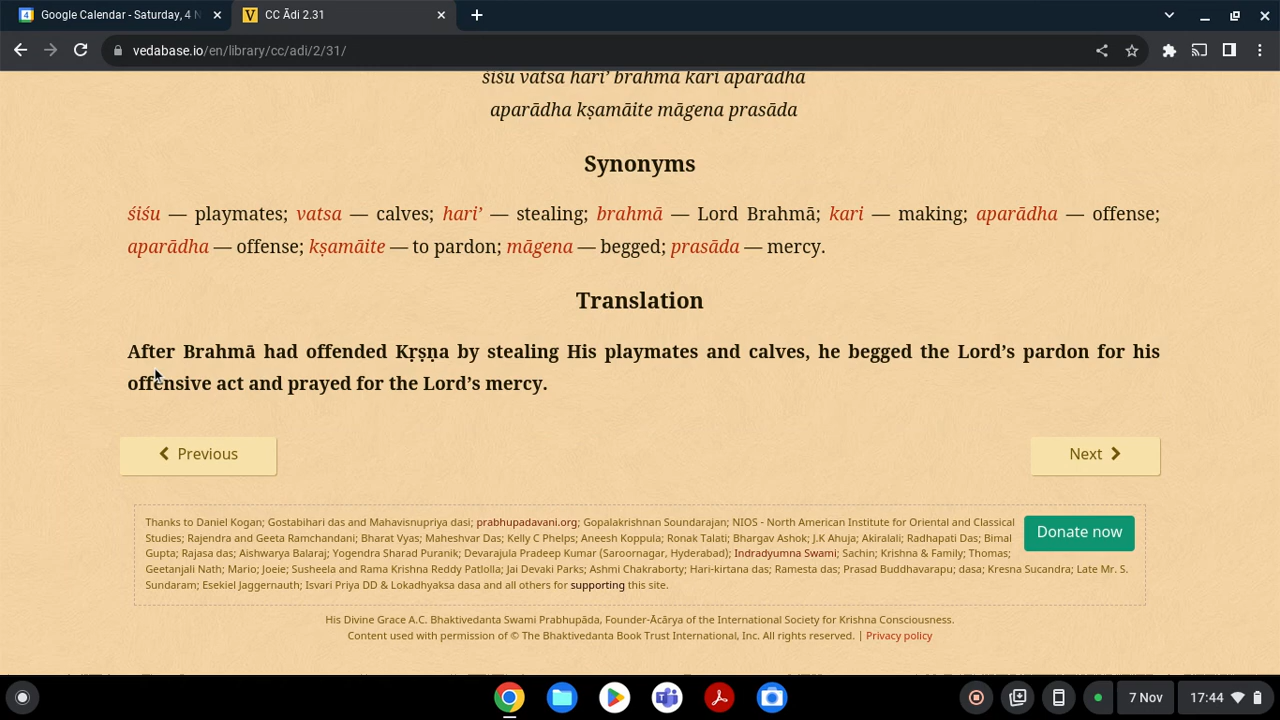 Google Calendar - Saturday, 4 N
CC Ādi 2.31
vedabase.io/en/library/cc/adi/2/31/
śiśu vatsa hari’ brahmā kari aparādha
aparādha kṣamāite māgena prasāda
Synonyms
śiśu — playmates; vatsa — calves; hari’ — stealing; brahmā — Lord Brahmā; kari — making; aparādha — offense;
aparādha — offense; kṣamāite — to pardon; māgena — begged; prasāda — mercy.
Translation
After Brahmā had offended Kṛṣṇa by stealing His playmates and calves, he begged the Lord’s pardon for his
offensive act and prayed for the Lord’s mercy.
Previous
Next
Thanks to Daniel Kogan; Gostabihari das and Mahavisnupriya dasi; prabhupadavani.org; Gopalakrishnan Soundarajan; NIOS - North American Institute for Oriental and Classical
Studies; Rajendra and Geeta Ramchandani; Bharat Vyas; Maheshvar Das; Kelly C Phelps; Aneesh Koppula; Ronak Talati; Bhargav Ashok; J.K Ahuja; Akiralali; Radhapati Das; Bimal
Gupta; Rajasa das; Aishwarya Balaraj; Yogendra Sharad Puranik; Devarajula Pradeep Kumar (Saroornagar, Hyderabad); Indradyumna Swami; Sachin; Krishna & Family; Thomas;
Geetanjali Nath; Mario; Joeie; Susheela and Rama Krishna Reddy Patlolla; Jai Devaki Parks; Ashmi Chakraborty; Hari-kirtana das; Ramesta das; Prasad Buddhavarapu; dasa; Kresna Sucandra; Late Mr. S.
Sundaram; Esekiel Jaggernauth; Isvari Priya DD & Lokadhyaksa dasa and all others for supporting this site.
Donate now
His Divine Grace A.C. Bhaktivedanta Swami Prabhupāda, Founder-Ācārya of the International Society for Krishna Consciousness.
Content used with permission of © The Bhaktivedanta Book Trust International, Inc. All rights reserved. | Privacy policy
7 Nov
17:44